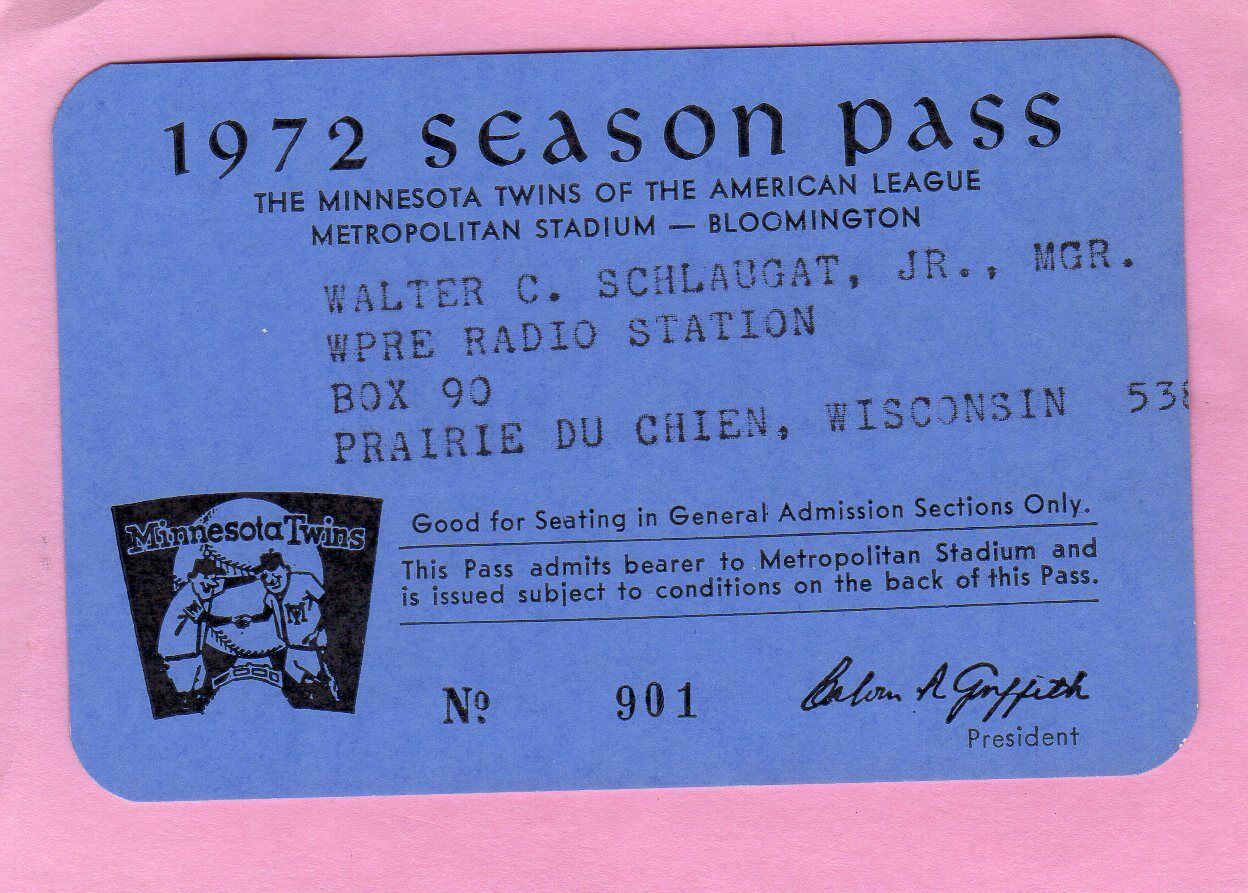 1972 SEASON PASS
THE MINNESOTA TWINS OF THE AMERICAN LEAGUE
METROPOLITAN STADIUM — BLOOMINGTON
WALTER C. SCHLAUGAT, JR., MGR.
WPRE RADIO STATION
BOX 90
PRAIRIE DU CHIEN, WISCONSIN 538
Minnesota Twins
M
Good for Seating in General Admission Sections Only.
This Pass admits bearer to Metropolitan Stadium and
is issued subject to conditions on the back of this Pass.
Nº 901
Calvin R Griffith
President